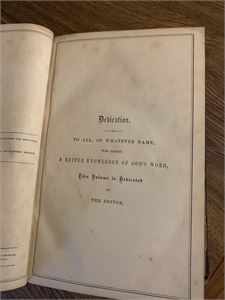 Dedication.
TO ALL, OF WHATEVER NAME,
WHO DESIRE
A BETTER KNOWLEDGE OF GOD'S WORD,
This Volume is Dedicated
BY
THE EDITOR.